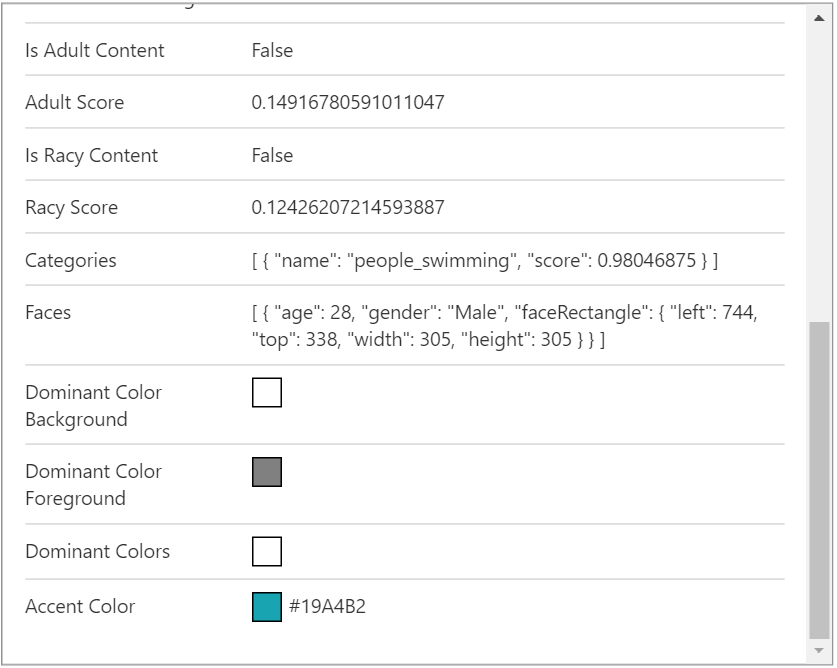 Is Adult Content False
Adult Score 0.14916780591011047
Is Racy Content False
Racy Score 0.12426207214593887
Categories [ { "name": "people_swimming", "score": 0.98046875 } ]
Faces [ { "age": 28, "gender": "Male", "faceRectangle": { "left": 744,
"top": 338, "width": 305, "height": 305 } } ]
Dominant Color
Background
Dominant Color
Foreground
Dominant Colors
Accent Color #19A4B2